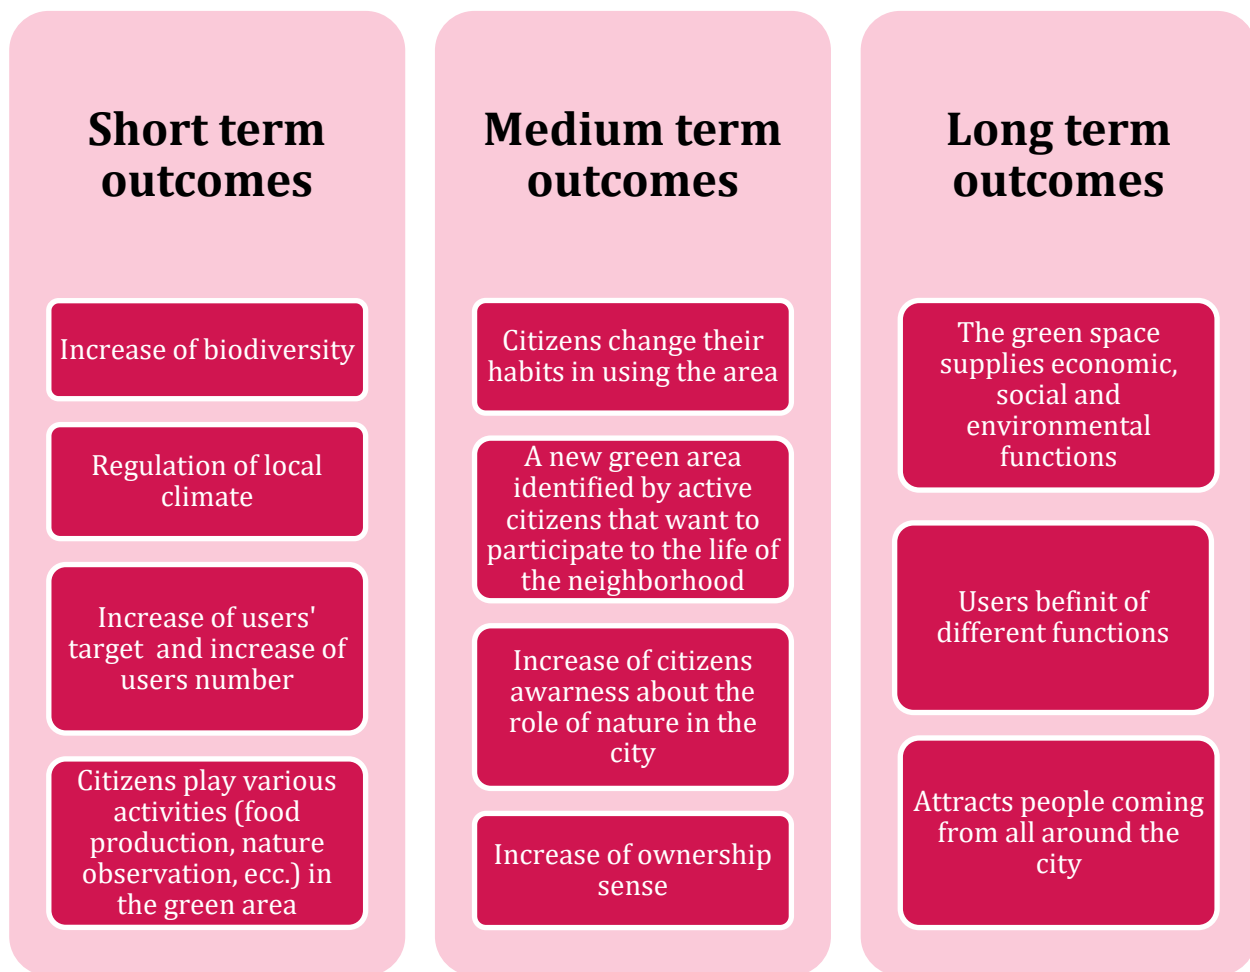 Short term
outcomes
Increase of biodiversity
Regulation of local
climate
Increase of users'
target  and increase of
users number
Citizens play various
activities (food
production, nature
observation, ecc.) in
the green area
Medium term
outcomes
Citizens change their
habits in using the area
A new green area
identified by active
citizens that want to
participate to the life of
the neighborhood
Increase of citizens
awarness about the
role of nature in the
city
Increase of ownership
sense
Long term
outcomes
The green space
supplies economic,
social and
environmental
functions
Users befinit of
different functions
Attracts people coming
from all around the
city